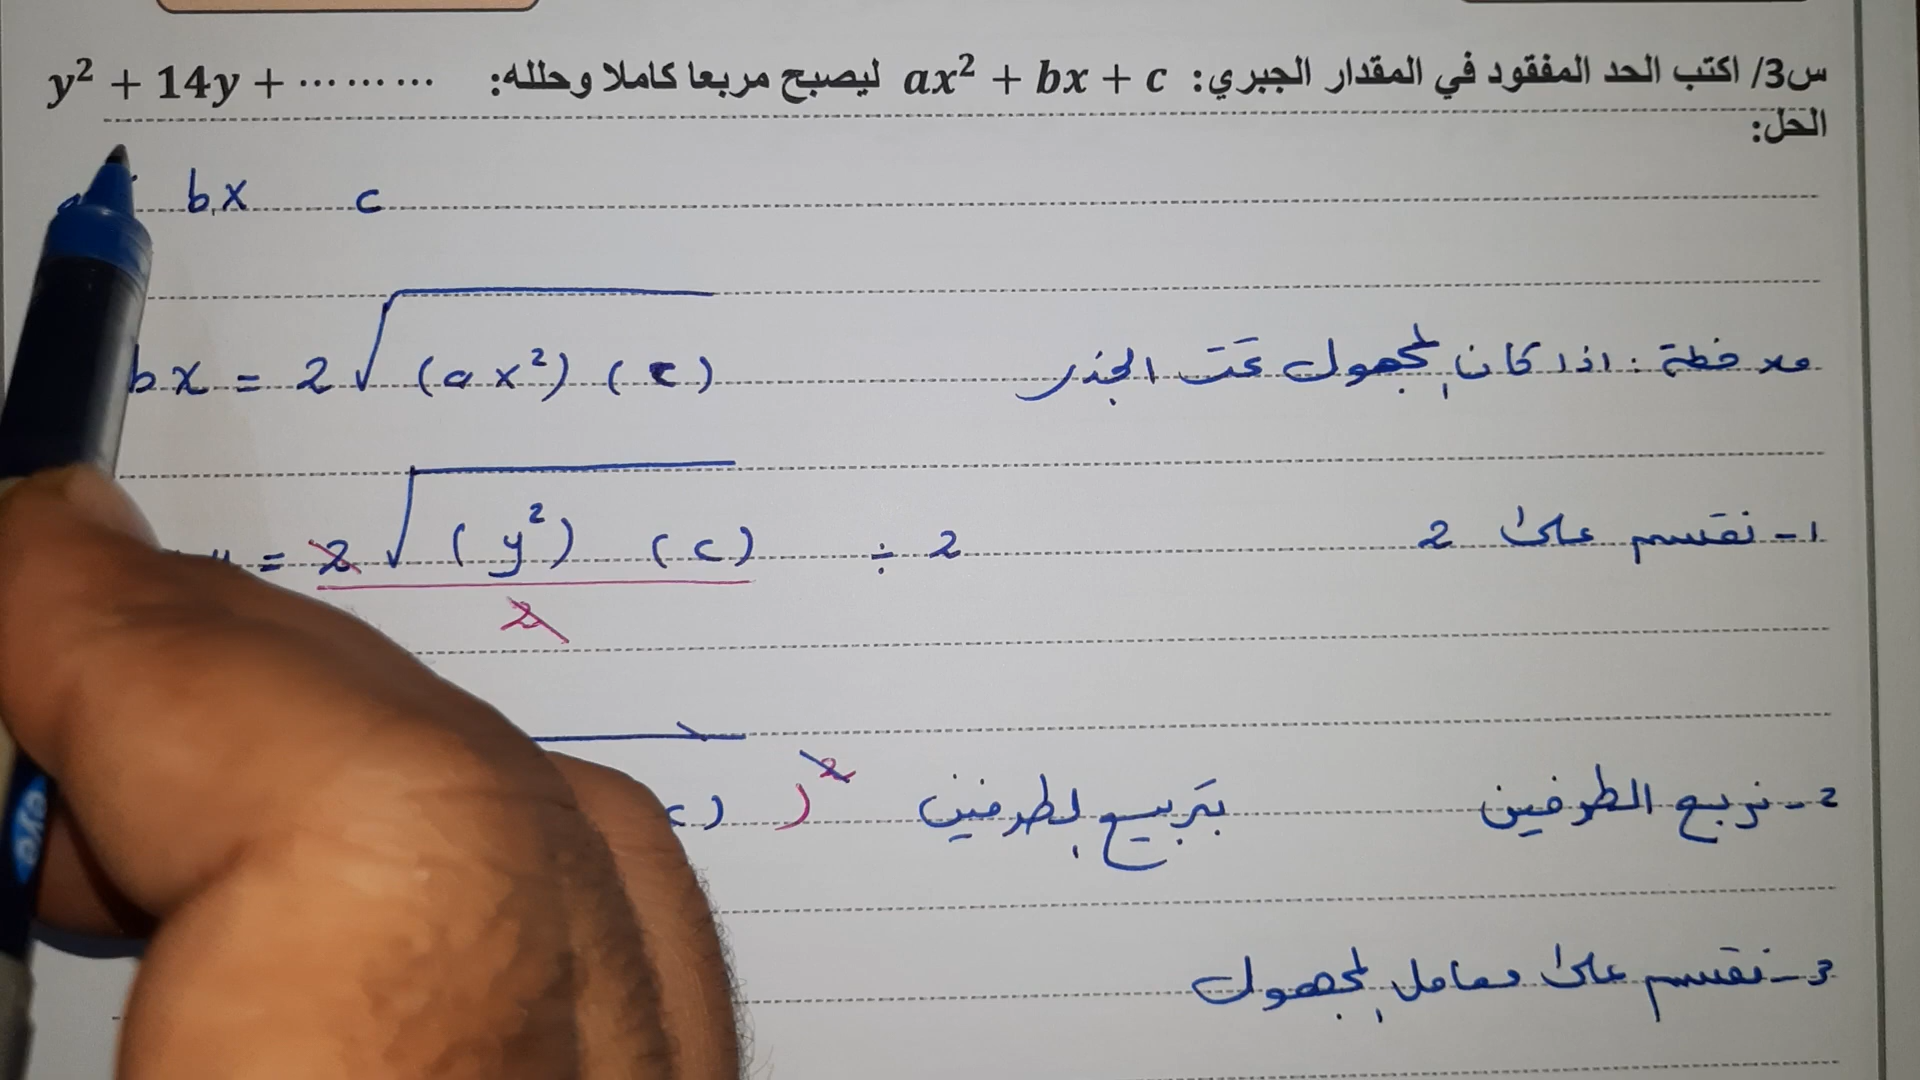 س3/ اكتب الحد المفقود في المقدار الجبري: ax² + bx + c ليصبح مربعا كاملا وحلله: y² + 14y + ………
الحل:
bx c
bx = 2√(ax²) (c) ملاحظة: اذا كان المجهول تحت الجذر
= 2√(y²) (c) ÷ 2 1- نقسم على 2
2
c) )² بتربيع الطرفين 2- نربع الطرفين
3- نقسم على معامل المجهول